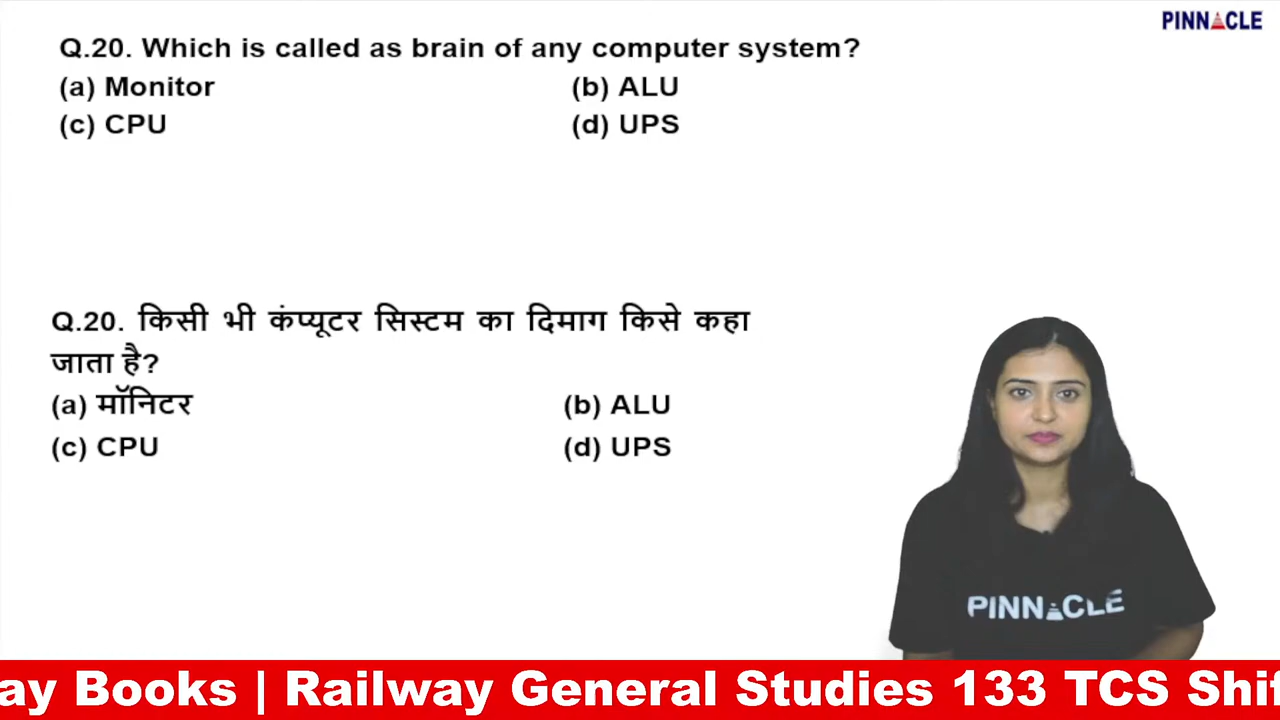 PINNACLE
Q.20. Which is called as brain of any computer system?
(a) Monitor (b) ALU
(c) CPU (d) UPS
Q.20. किसी भी कंप्यूटर सिस्टम का दिमाग किसे कहा
जाता है?
(a) मॉनिटर (b) ALU
(c) CPU (d) UPS
PINNACLE
ay Books | Railway General Studies 133 TCS Shif